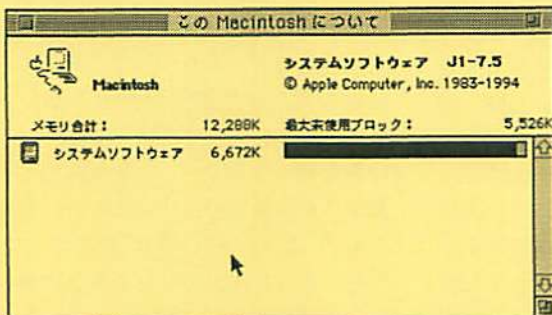 この Macintosh について
Macintosh
システムソフトウェア J1-7.5
© Apple Computer, Inc. 1983-1994
メモリ合計: 12,288K 最大未使用ブロック: 5,526K
システムソフトウェア 6,672K